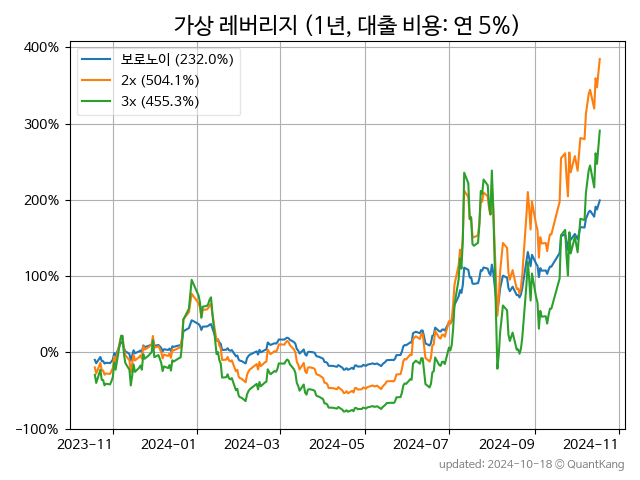 가상 레버리지 (1년, 대출 비용: 연 5%)
보로노이 (232.0%)
2x (504.1%)
3x (455.3%)
400%
300%
200%
100%
0%
−100%
2023-11 2024-01 2024-03 2024-05 2024-07 2024-09 2024-11
updated: 2024-10-18 © QuantKang